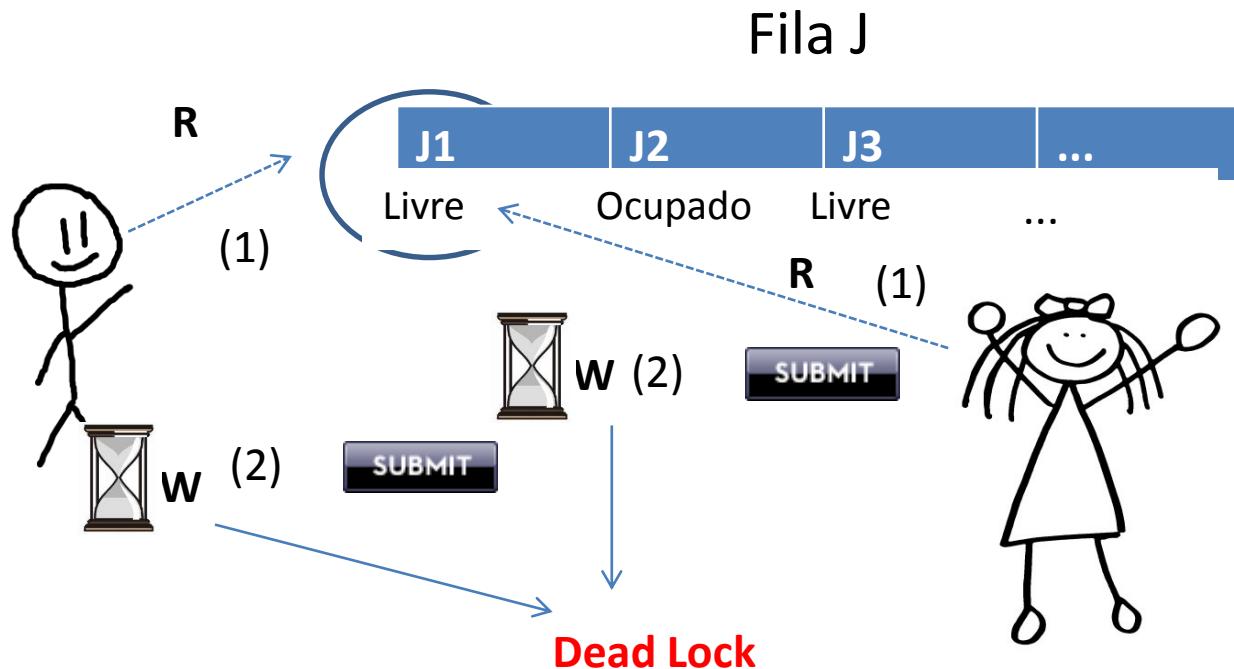 Fila J
R
J1 J2 J3 ...
Livre Ocupado Livre ...
(1)
R (1)
W (2) SUBMIT
W (2) SUBMIT
Dead Lock